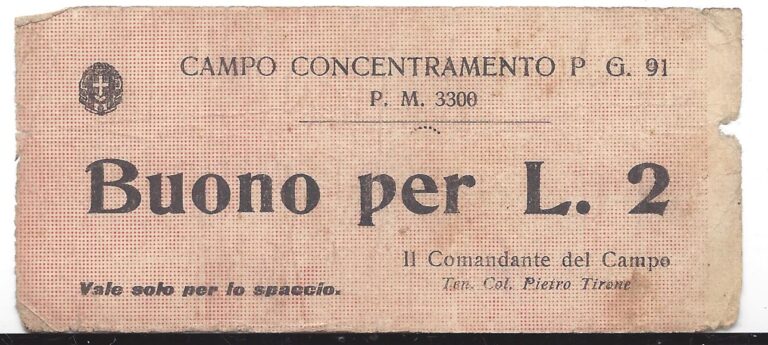 CAMPO CONCENTRAMENTO P G. 91
P. M. 3300
Buono per L. 2
Il Comandante del Campo
Ten. Col. Pietro Tirone
Vale solo per lo spaccio.